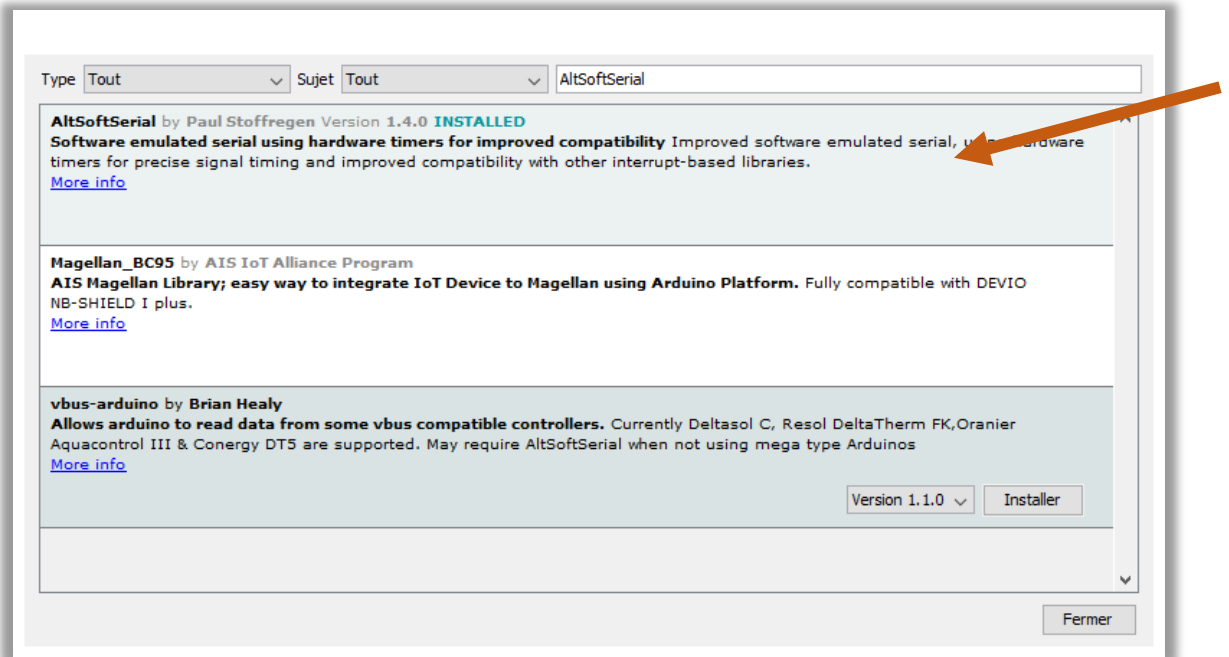 Type Tout Sujet Tout AltSoftSerial
AltSoftSerial by Paul Stoffregen Version 1.4.0 INSTALLED
Software emulated serial using hardware timers for improved compatibility Improved software emulated serial,
timers for precise signal timing and improved compatibility with other interrupt-based libraries.
More info
Magellan_BC95 by AIS IoT Alliance Program
AIS Magellan Library; easy way to integrate IoT Device to Magellan using Arduino Platform. Fully compatible with DEVIO
NB-SHIELD I plus.
More info
vbus-arduino by Brian Healy
Allows arduino to read data from some vbus compatible controllers. Currently Deltasol C, Resol DeltaTherm FK,Oranier
Aquacontrol III & Conergy DT5 are supported. May require AltSoftSerial when not using mega type Arduinos
More info
Version 1.1.0 Installer
Fermer